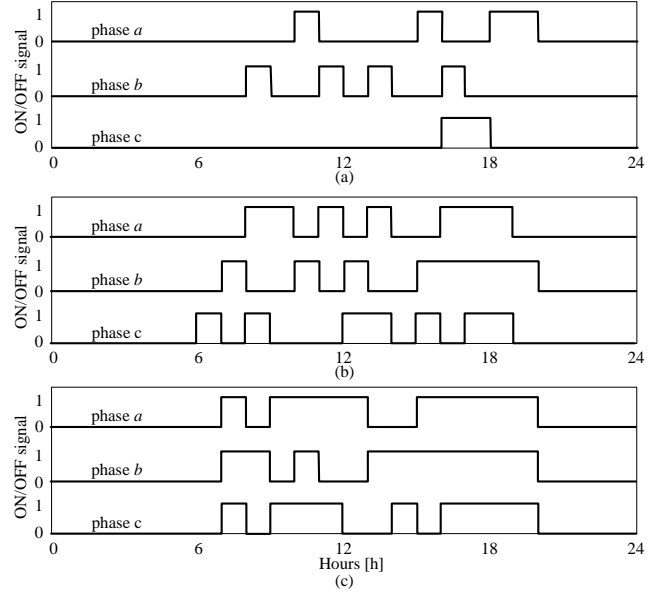 ON/OFF signal
1
phase a
0
1
phase b
0
1
phase c
0
0 6 12 18 24
(a)
ON/OFF signal
1
phase a
0
1
phase b
0
1
phase c
0
0 6 12 18 24
(b)
ON/OFF signal
1
phase a
0
1
phase b
0
1
phase c
0
0 6 12 18 24
Hours [h]
(c)